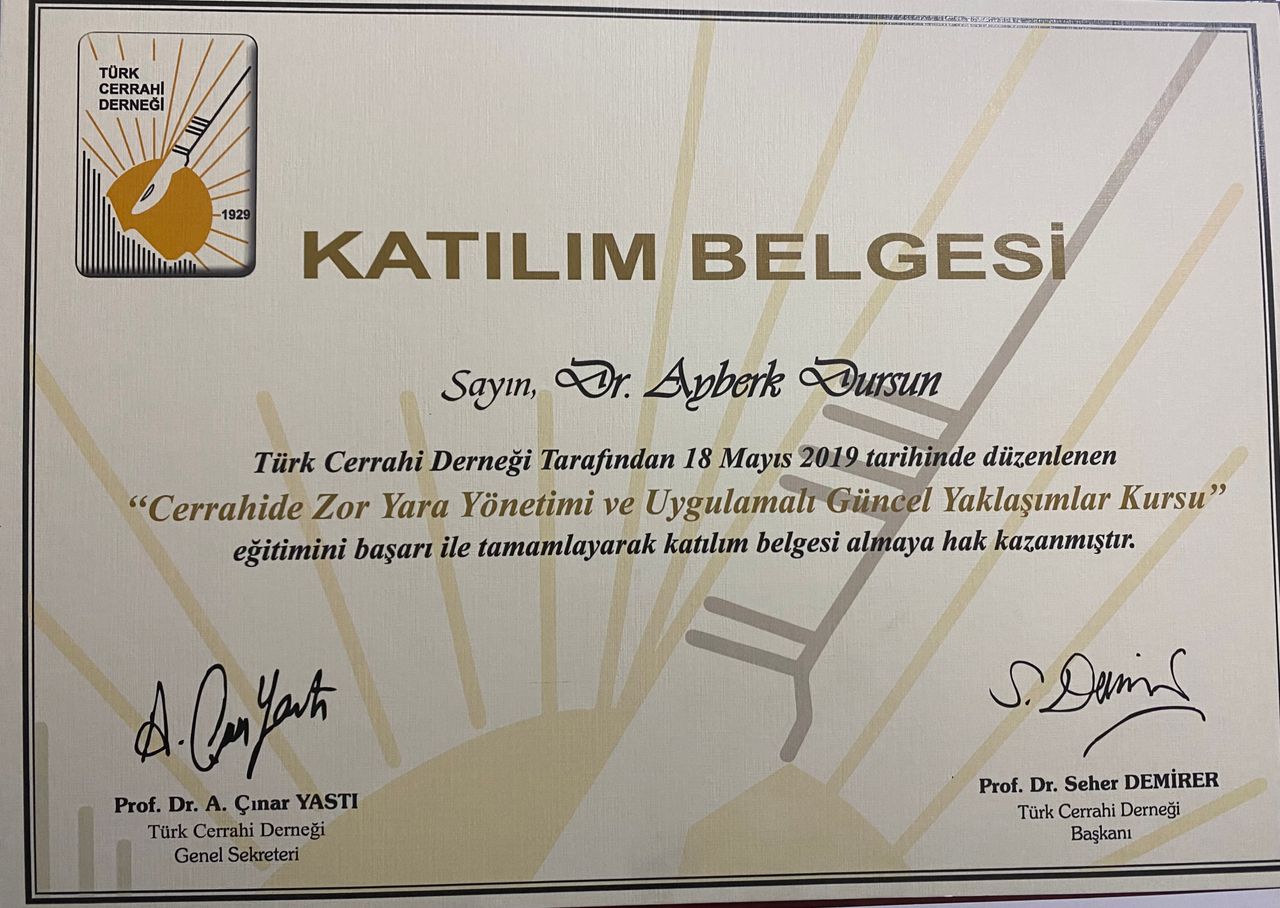 TÜRK
CERRAHİ
DERNEĞİ
1929
KATILIM BELGESİ
Sayın, Dr. Ayberk Dursun
Türk Cerrahi Derneği Tarafından 18 Mayıs 2019 tarihinde düzenlenen
“Cerrahide Zor Yara Yönetimi ve Uygulamalı Güncel Yaklaşımlar Kursu”
eğitimini başarı ile tamamlayarak katılım belgesi almaya hak kazanmıştır.
A. Çınar Yastı
S. Demirer
Prof. Dr. A. Çınar YASTI
Türk Cerrahi Derneği
Genel Sekreteri
Prof. Dr. Seher DEMİRER
Türk Cerrahi Derneği
Başkanı